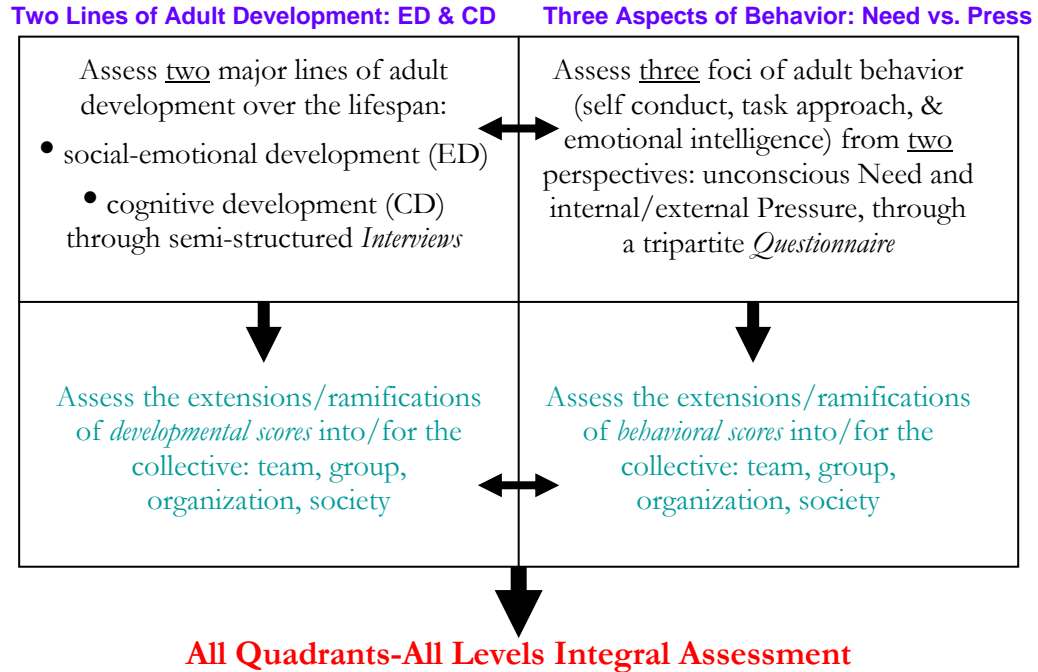 Two Lines of Adult Development: ED & CD
Three Aspects of Behavior: Need vs. Press
Assess two major lines of adult
development over the lifespan:
• social-emotional development (ED)
• cognitive development (CD)
through semi-structured Interviews
Assess three foci of adult behavior
(self conduct, task approach, &
emotional intelligence) from two
perspectives: unconscious Need and
internal/external Pressure, through
a tripartite Questionnaire
Assess the extensions/ramifications
of developmental scores into/for the
collective: team, group,
organization, society
Assess the extensions/ramifications
of behavioral scores into/for the
collective: team, group,
organization, society
All Quadrants-All Levels Integral Assessment